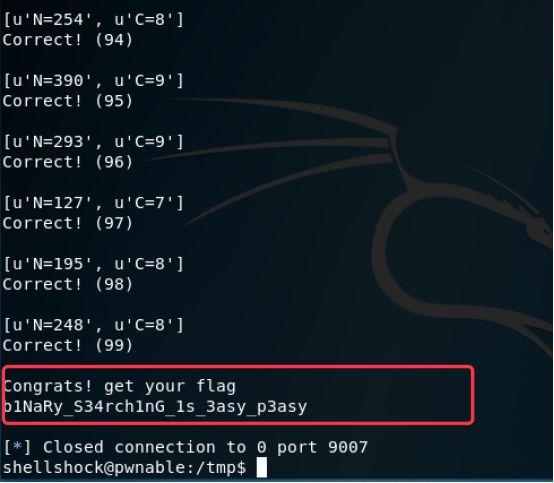 [u'N=254', u'C=8']
Correct! (94)
[u'N=390', u'C=9']
Correct! (95)
[u'N=293', u'C=9']
Correct! (96)
[u'N=127', u'C=7']
Correct! (97)
[u'N=195', u'C=8']
Correct! (98)
[u'N=248', u'C=8']
Correct! (99)
Congrats! get your flag
b1NaRy_S34rch1nG_1s_3asy_p3asy
[*] Closed connection to 0 port 9007
shellshock@pwnable:/tmp$